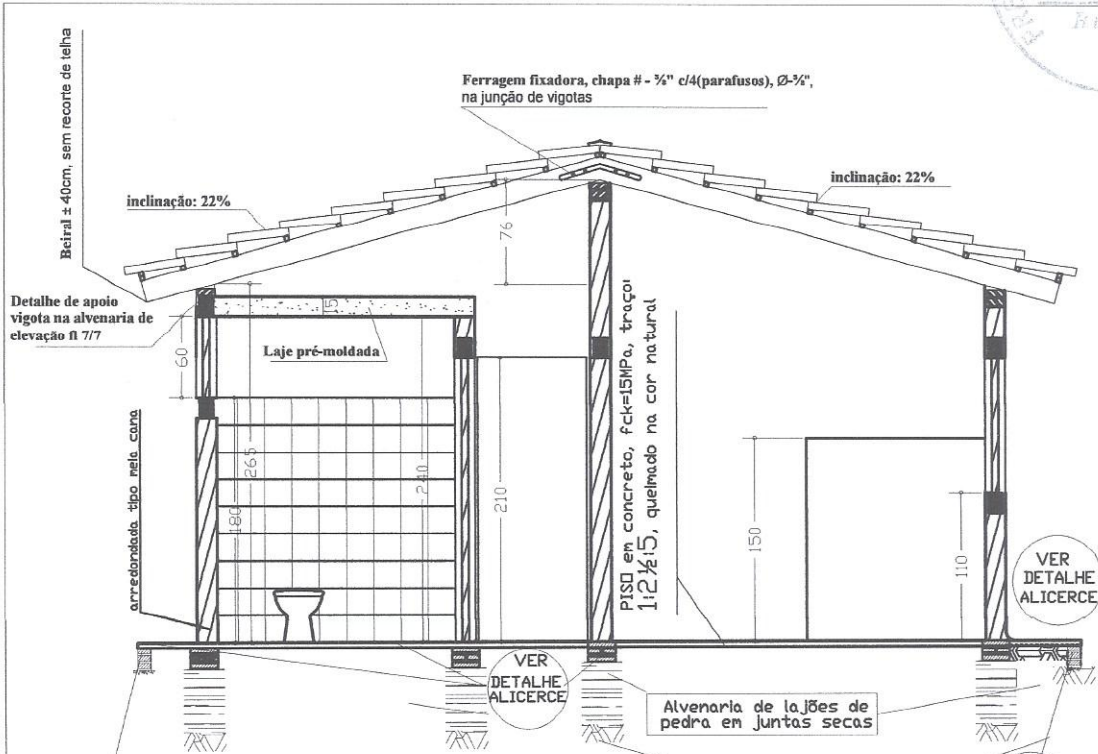 Beiral ± 40cm, sem recorte de telha
Ferragem fixadora, chapa # - ⅜" c/4(parafusos), Ø-⅜",
na junção de vigotas
inclinação: 22%
inclinação: 22%
76
Detalhe de apoio
vigota na alvenaria de
elevação fl 7/7
15
Laje pré-moldada
60
arredondada tipo meia cana
180
265
240
210
PISO em concreto, fck=15MPa, traço:
1:2½:5, queimado na cor natural
150
110
VER
DETALHE
ALICERCE
VER
DETALHE
ALICERCE
Alvenaria de lajões de
pedra em juntas secas